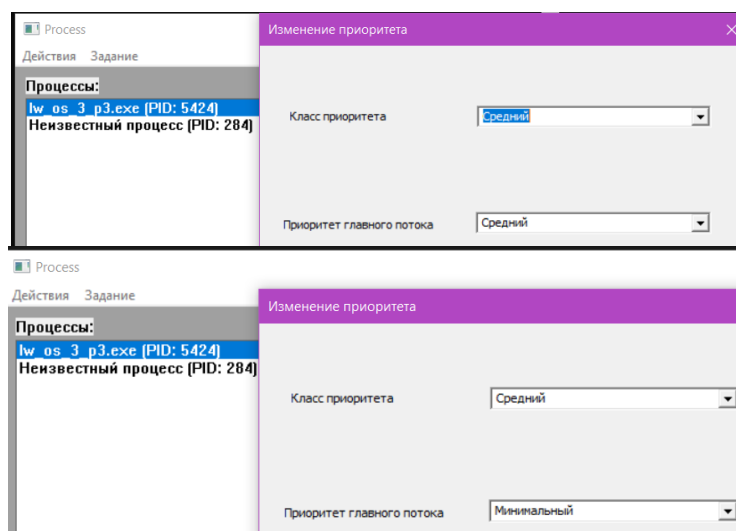 Process
Изменение приоритета
Действия Задание
Процессы:
lw_os_3_p3.exe (PID: 5424)
Неизвестный процесс (PID: 284)
Класс приоритета
Средний
Приоритет главного потока
Средний
Process
Действия Задание
Изменение приоритета
Процессы:
lw_os_3_p3.exe (PID: 5424)
Неизвестный процесс (PID: 284)
Класс приоритета
Средний
Приоритет главного потока
Минимальный